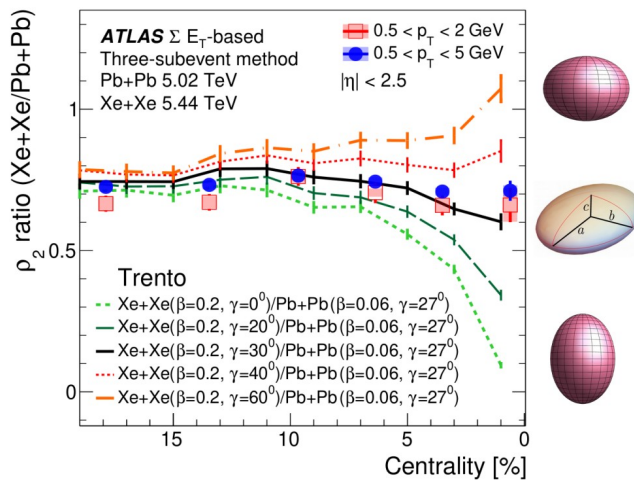 ATLAS Σ E_T-based
Three-subevent method
Pb+Pb 5.02 TeV
Xe+Xe 5.44 TeV
0.5 < p_T < 2 GeV
0.5 < p_T < 5 GeV
|η| < 2.5
ρ₂ ratio (Xe+Xe/Pb+Pb)
1
0.5
0
Trento
Xe+Xe(β=0.2, γ=0⁰)/Pb+Pb(β=0.06, γ=27⁰)
Xe+Xe(β=0.2, γ=20⁰)/Pb+Pb(β=0.06, γ=27⁰)
Xe+Xe(β=0.2, γ=30⁰)/Pb+Pb(β=0.06, γ=27⁰)
Xe+Xe(β=0.2, γ=40⁰)/Pb+Pb(β=0.06, γ=27⁰)
Xe+Xe(β=0.2, γ=60⁰)/Pb+Pb(β=0.06, γ=27⁰)
15 10 5 0
Centrality [%]
c
a b